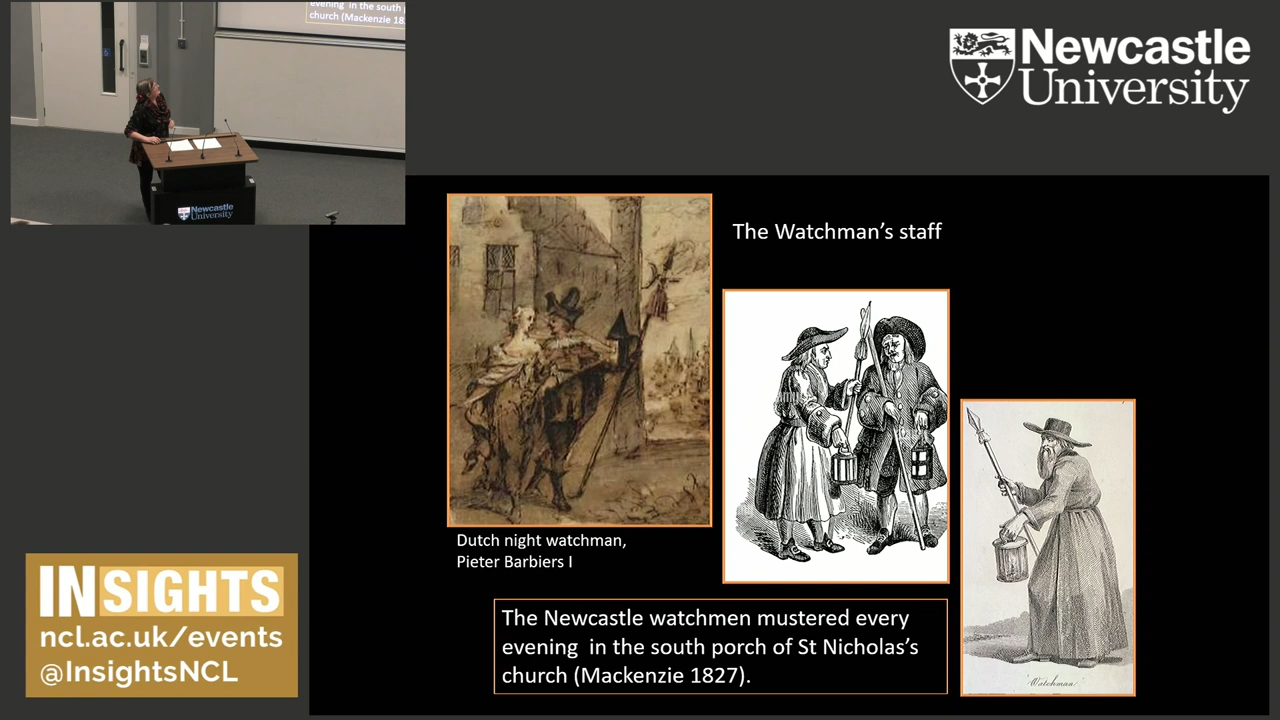 evening in the south
church (Mackenzie 18
Newcastle
University
Newcastle
University
The Watchman's staff
Dutch night watchman,
Pieter Barbiers I
The Newcastle watchmen mustered every
evening in the south porch of St Nicholas's
church (Mackenzie 1827).
Watchman
INSIGHTS
ncl.ac.uk/events
@InsightsNCL